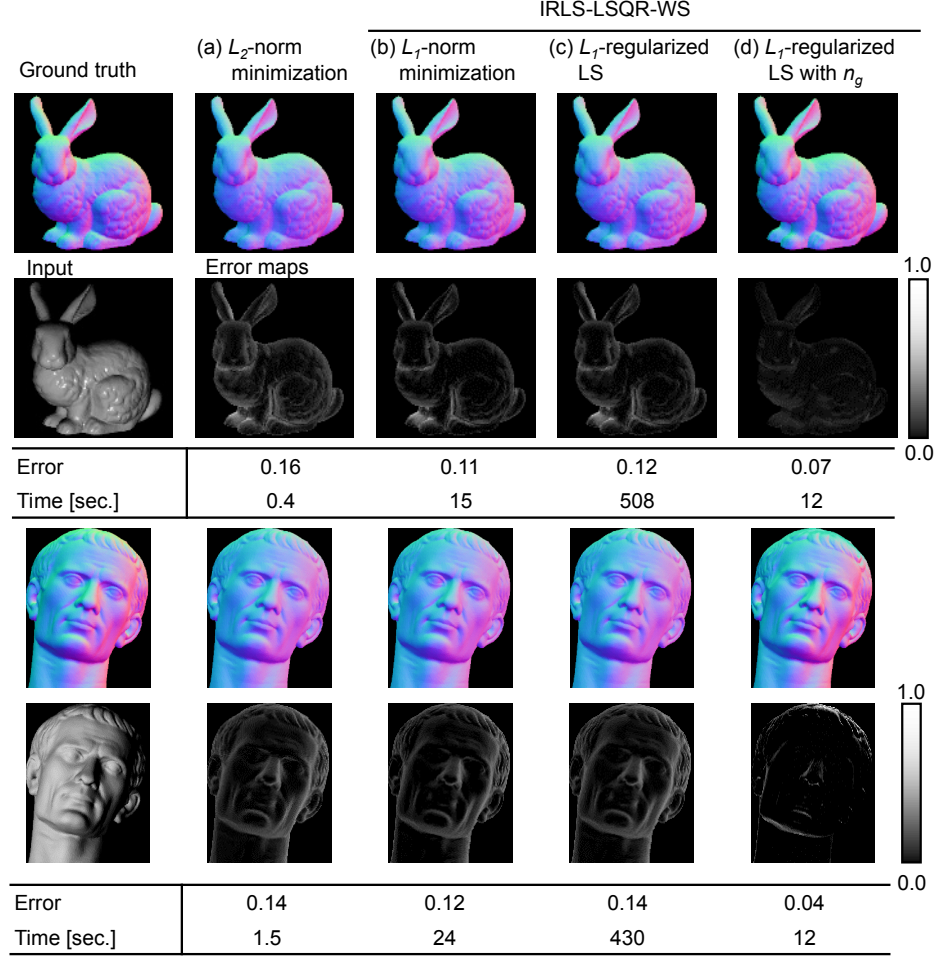 IRLS-LSQR-WS
Ground truth
(a) L2-norm minimization
(b) L1-norm minimization
(c) L1-regularized LS
(d) L1-regularized LS with ng
Input
Error maps
1.0
0.0
Error 0.16 0.11 0.12 0.07
Time [sec.] 0.4 15 508 12
1.0
0.0
Error 0.14 0.12 0.14 0.04
Time [sec.] 1.5 24 430 12